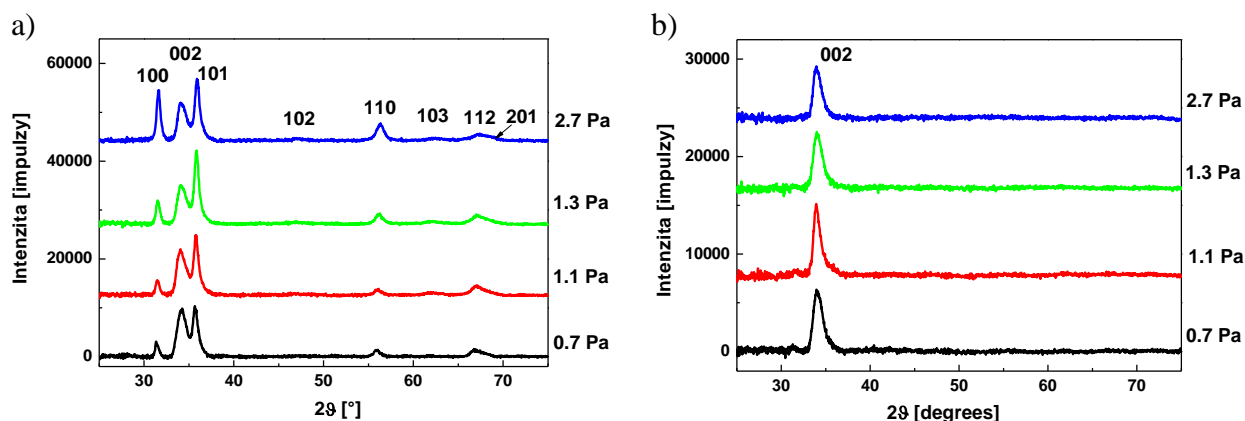 a)
Intenzita [impulzy]
60000
40000
20000
0
100
002
101
102
110
103
112
201
2.7 Pa
1.3 Pa
1.1 Pa
0.7 Pa
30 40 50 60 70
2ϑ [°]
b)
Intenzita [impulzy]
30000
20000
10000
0
002
2.7 Pa
1.3 Pa
1.1 Pa
0.7 Pa
30 40 50 60 70
2ϑ [degrees]